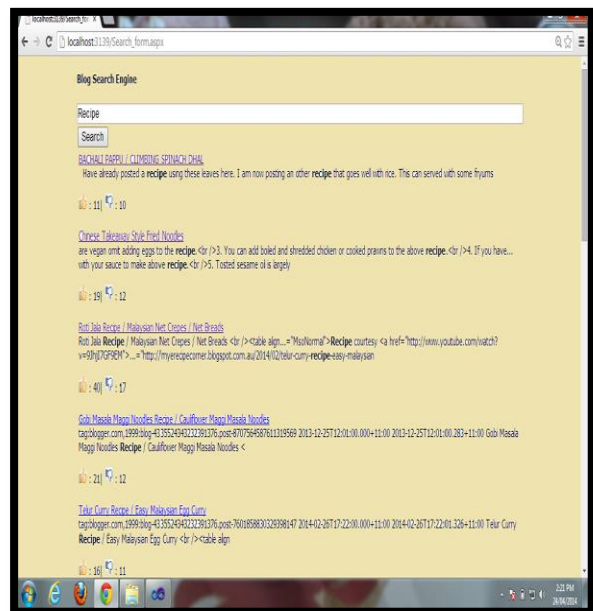 localhost:3139/Search_for X
localhost:3139/Search_form.aspx
Blog Search Engine
Recipe
Search
BACHALI PAPPU / CLIMBING SPINACH DHAL
Have already posted a recipe using these leaves here. I am now posting an other recipe that goes well with rice. This can served with some fryums
: 11| : 10
Chinese Takeaway Style Fried Noodles
are vegan omt adding eggs to the recipe.<br />3. You can add boiled and shredded chicken or cooked prawns to the above recipe.<br />4. If you have...
with your sauce to make above recipe.<br />5. Tosted sesame oil is largely
: 19| : 12
Roti Jala Recipe / Malaysian Net Crepes / Net Breads
Roti Jala Recipe / Malaysian Net Crepes / Net Breads <br /><table align...="MsoNormal">Recipe courtesy <a href="http://www.youtube.com/watch?
v=9JhjI7GF9EM">...="http://myerecipecorner.blogspot.com.au/2014/02/telur-curry-recipe-easy-malaysian
: 40| : 17
Gobi Masala Maggi Noodles Recipe / Cauliflower Maggi Masala Noodles
tag:blogger.com,1999:blog-4335524343232391376.post-8707564587611319569 2013-12-25T12:01:00.000+11:00 2013-12-25T12:01:00.283+11:00 Gobi Masala
Maggi Noodles Recipe / Cauliflower Maggi Masala Noodles <
: 21| : 12
Telur Curry Recipe / Easy Malaysian Egg Curry
tag:blogger.com,1999:blog-4335524343232391376.post-7601858830329398147 2014-02-26T17:22:00.000+11:00 2014-02-26T17:22:01.326+11:00 Telur Curry
Recipe / Easy Malaysian Egg Curry <br /><table align
: 16| : 11
2:21 PM
24/04/2014